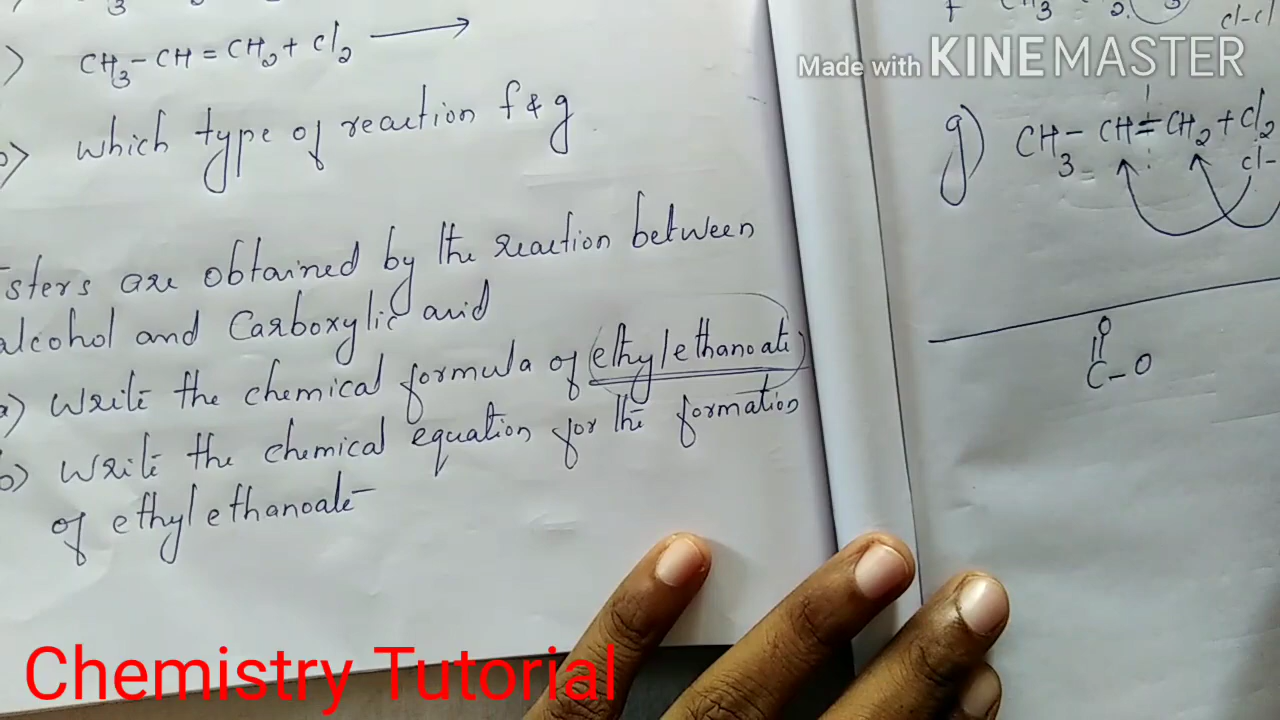 CH3-CH=CH2+Cl2 →
which type of reaction f & g
sters are obtained by the reaction between
alcohol and Carboxylic acid
a) Write the chemical formula of ethylethanoate
b) Write the chemical equation for the formation
of ethylethanoate
cl-cl
Made with KINEMASTER
g) CH3-CH=CH2+Cl2
cl-
O
C-O
Chemistry Tutorial